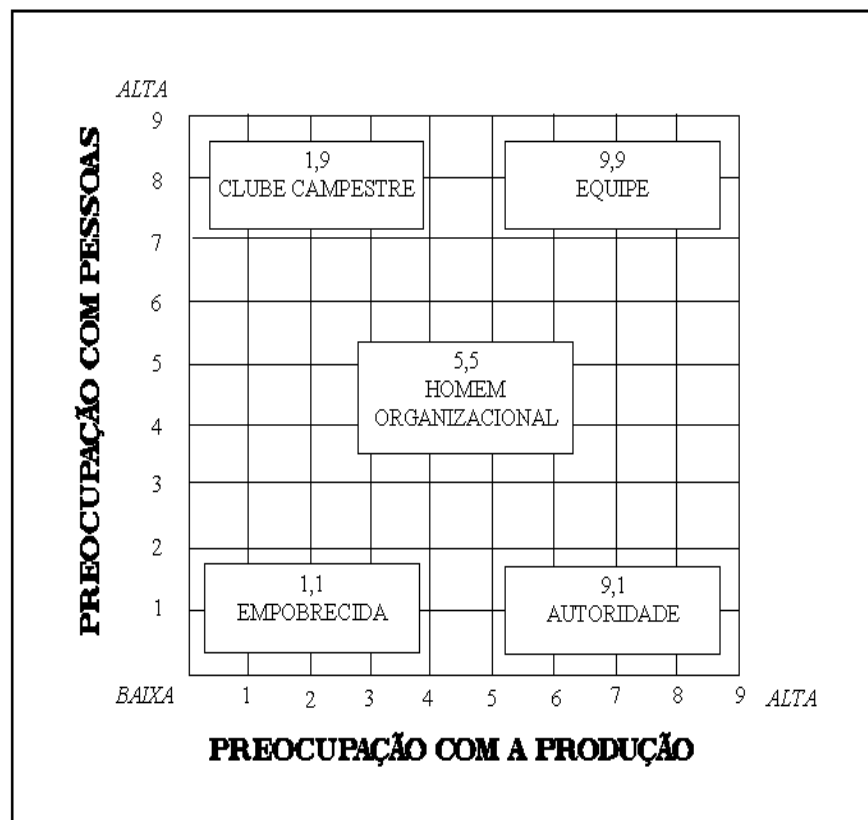 ALTA
9
8
7
6
5
4
3
2
1
BAIXA
PREOCUPAÇÃO COM PESSOAS
1,9
CLUBE CAMPESTRE
9,9
EQUIPE
5,5
HOMEM
ORGANIZACIONAL
1,1
EMPOBRECIDA
9,1
AUTORIDADE
1 2 3 4 5 6 7 8 9 ALTA
PREOCUPAÇÃO COM A PRODUÇÃO